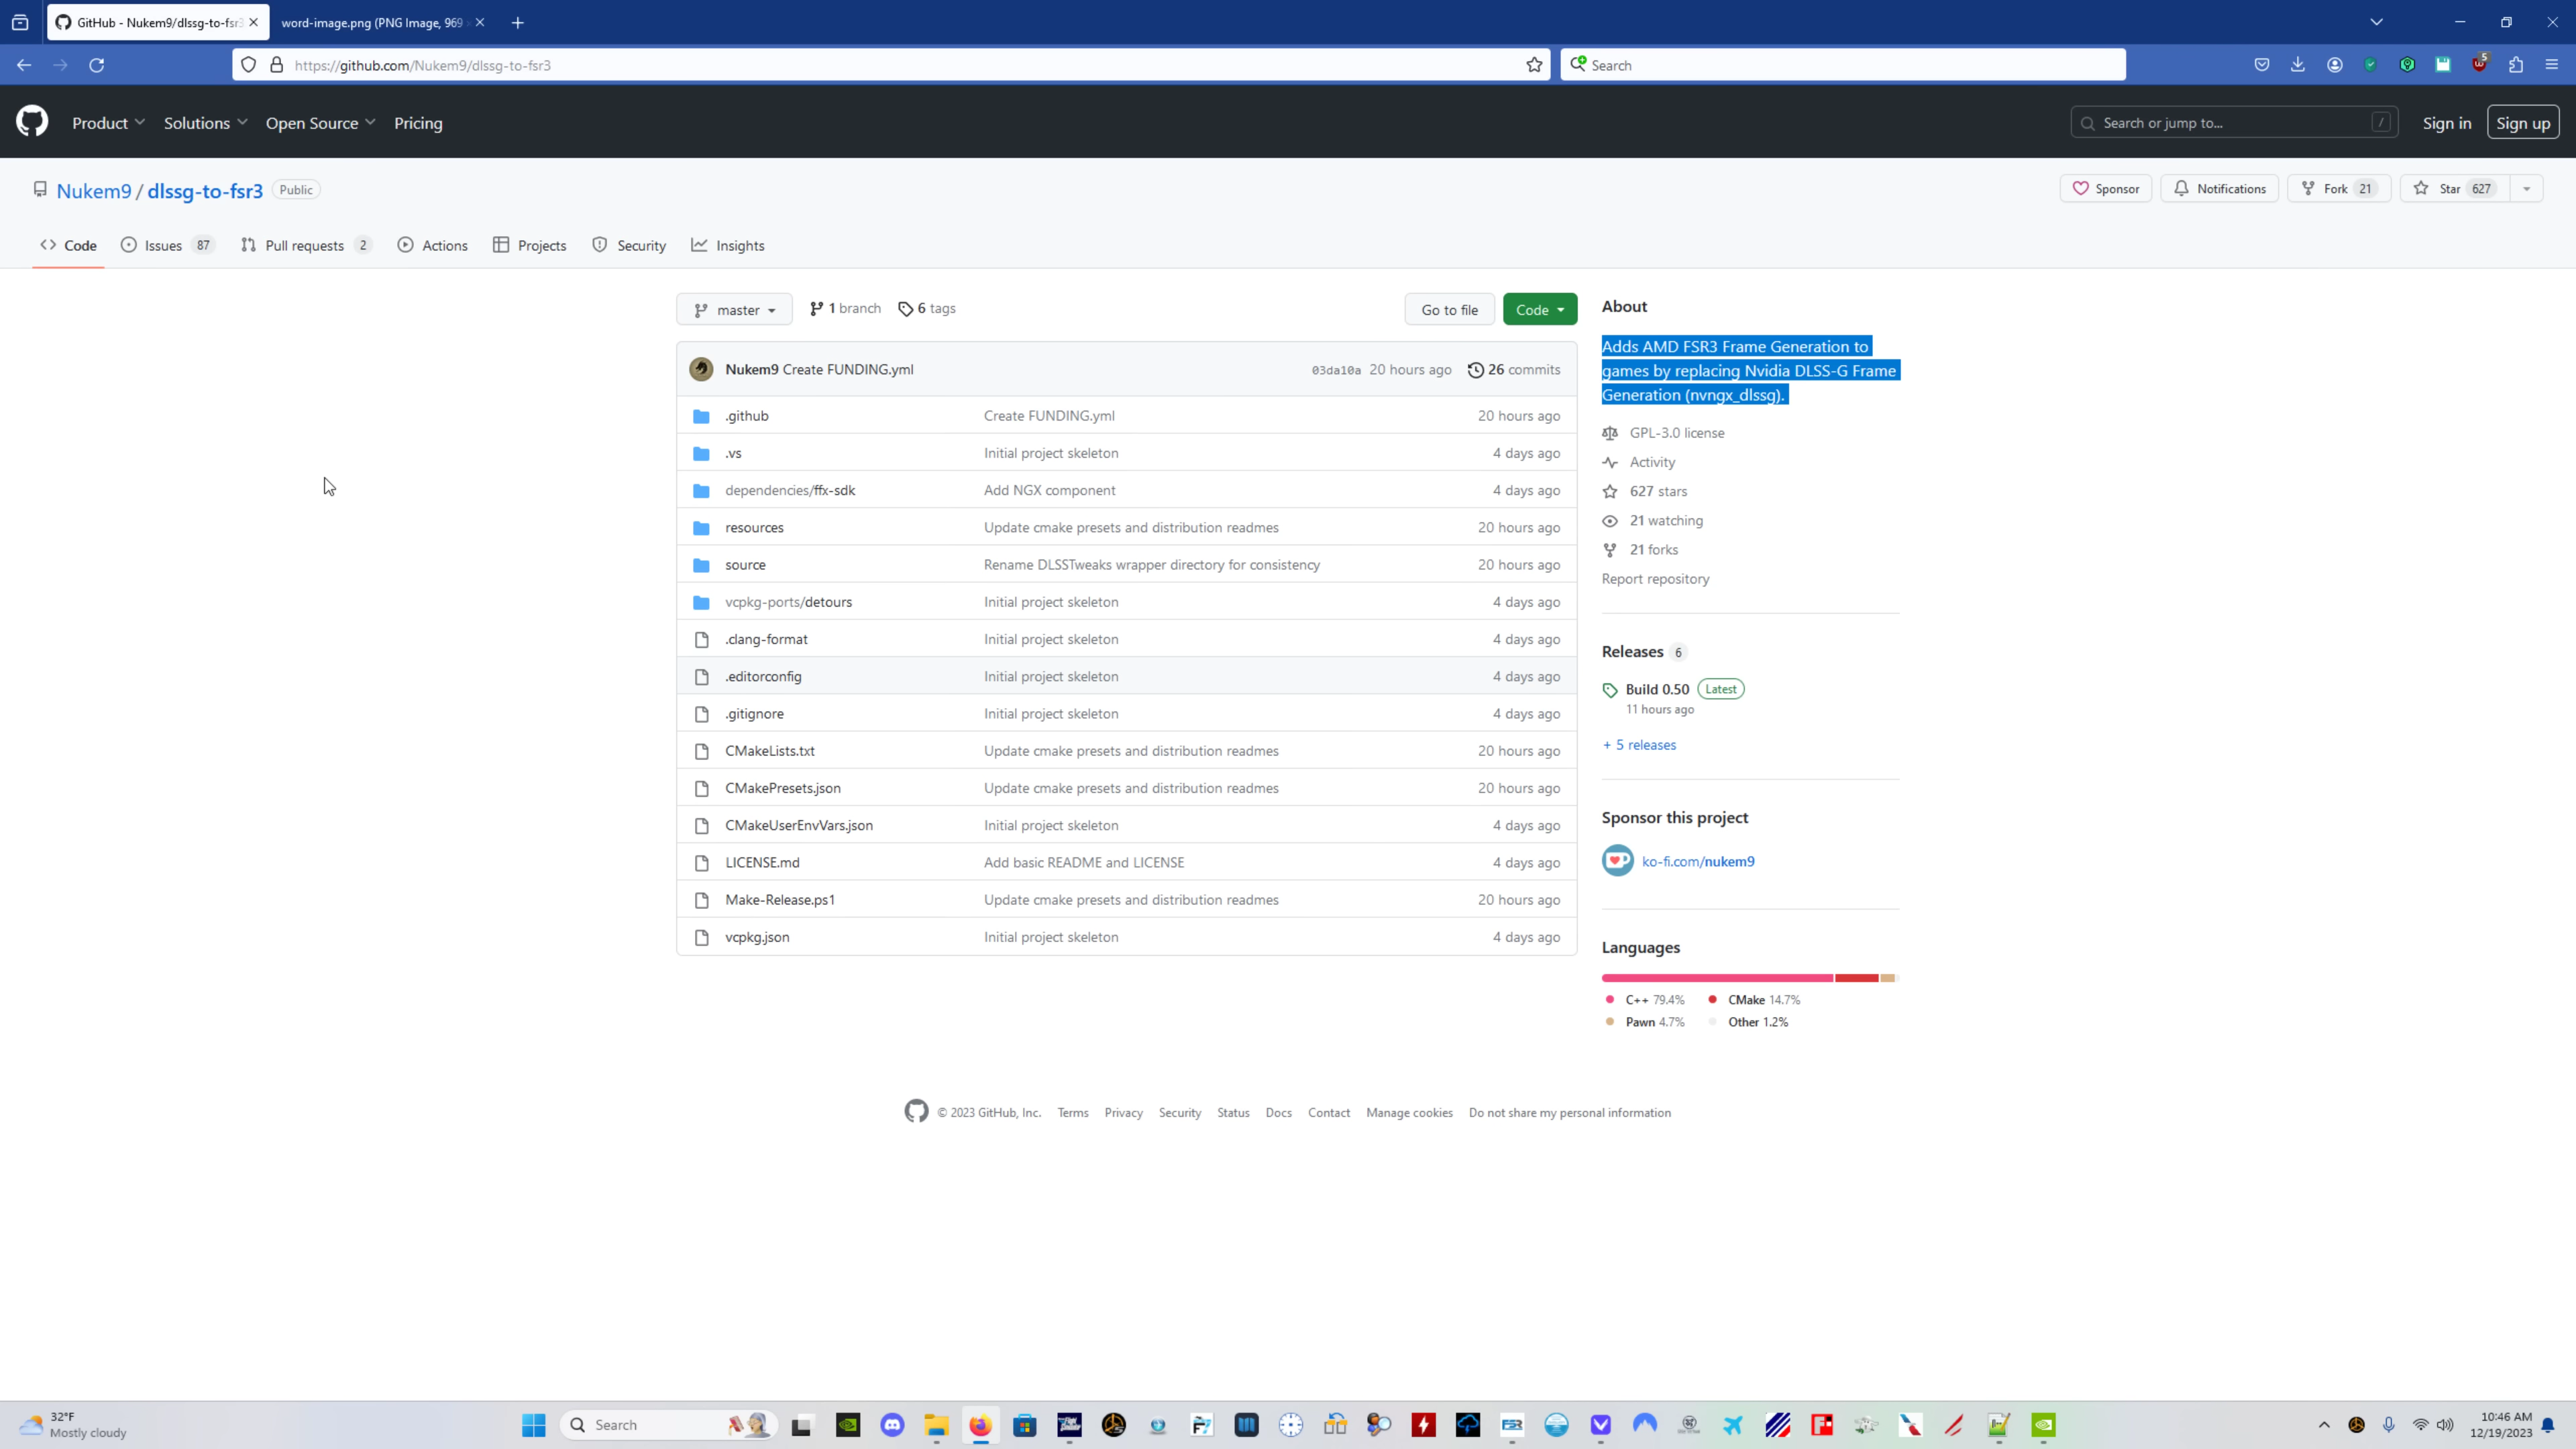 GitHub - Nukem9/dlssg-to-fsr3
word-image.png (PNG Image, 969
https://github.com/Nukem9/dlssg-to-fsr3
Search
5
Product
Solutions
Open Source
Pricing
Search or jump to...
/
Sign in
Sign up
Nukem9 / dlssg-to-fsr3
Public
Sponsor
Notifications
Fork 21
Star 627
Code
Issues 87
Pull requests 2
Actions
Projects
Security
Insights
master
1 branch
6 tags
Go to file
Code
Nukem9 Create FUNDING.yml
03da10a 20 hours ago
26 commits
.github Create FUNDING.yml 20 hours ago
.vs Initial project skeleton 4 days ago
dependencies/ffx-sdk Add NGX component 4 days ago
resources Update cmake presets and distribution readmes 20 hours ago
source Rename DLSSTweaks wrapper directory for consistency 20 hours ago
vcpkg-ports/detours Initial project skeleton 4 days ago
.clang-format Initial project skeleton 4 days ago
.editorconfig Initial project skeleton 4 days ago
.gitignore Initial project skeleton 4 days ago
CMakeLists.txt Update cmake presets and distribution readmes 20 hours ago
CMakePresets.json Update cmake presets and distribution readmes 20 hours ago
CMakeUserEnvVars.json Initial project skeleton 4 days ago
LICENSE.md Add basic README and LICENSE 4 days ago
Make-Release.ps1 Update cmake presets and distribution readmes 20 hours ago
vcpkg.json Initial project skeleton 4 days ago
About
Adds AMD FSR3 Frame Generation to
games by replacing Nvidia DLSS-G Frame
Generation (nvngx_dlssg).
GPL-3.0 license
Activity
627 stars
21 watching
21 forks
Report repository
Releases 6
Build 0.50 Latest
11 hours ago
+ 5 releases
Sponsor this project
ko-fi.com/nukem9
Languages
C++ 79.4% CMake 14.7%
Pawn 4.7% Other 1.2%
© 2023 GitHub, Inc. Terms Privacy Security Status Docs Contact Manage cookies Do not share my personal information
32°F
Mostly cloudy
Search
FSR
10:46 AM
12/19/2023